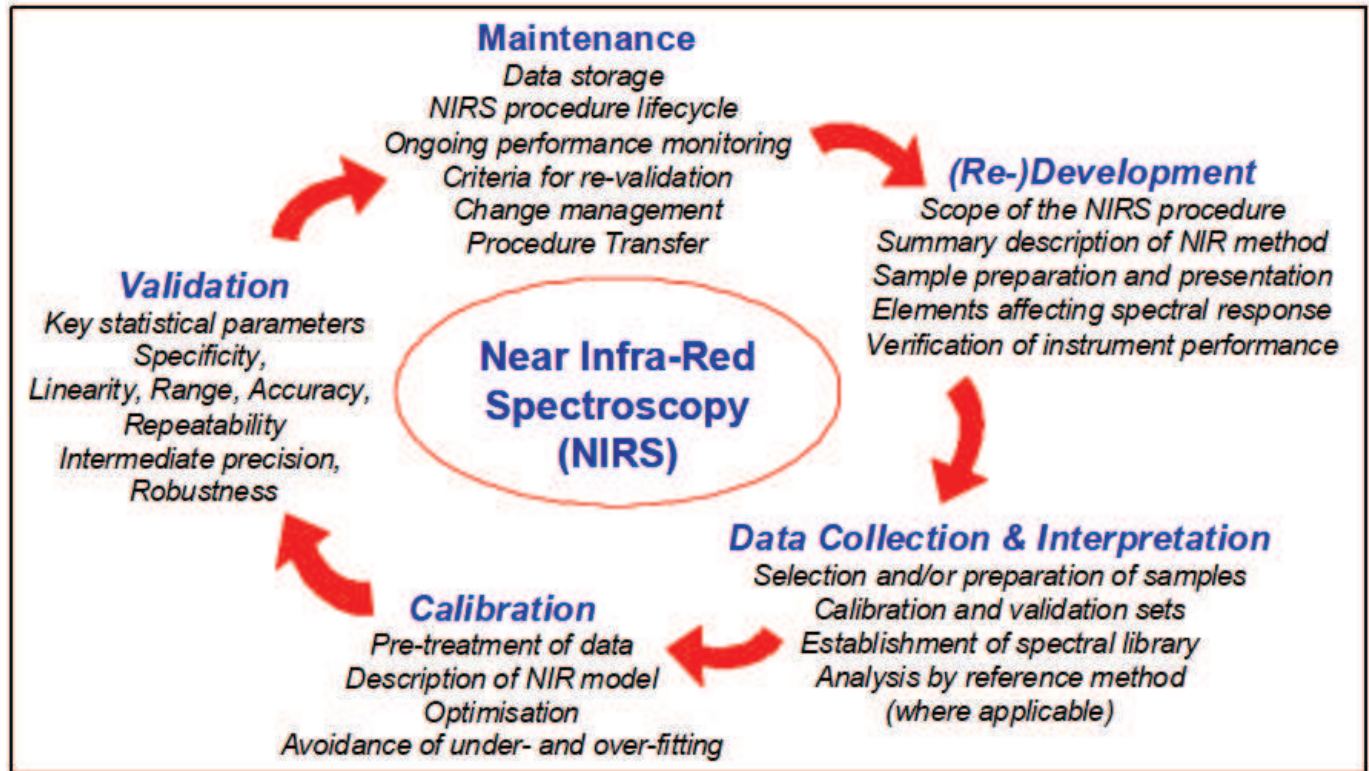 Maintenance
Data storage
NIRS procedure lifecycle
Ongoing performance monitoring
Criteria for re-validation
Change management
Procedure Transfer
(Re-)Development
Scope of the NIRS procedure
Summary description of NIR method
Sample preparation and presentation
Elements affecting spectral response
Verification of instrument performance
Data Collection & Interpretation
Selection and/or preparation of samples
Calibration and validation sets
Establishment of spectral library
Analysis by reference method
(where applicable)
Calibration
Pre-treatment of data
Description of NIR model
Optimisation
Avoidance of under- and over-fitting
Validation
Key statistical parameters
Specificity,
Linearity, Range, Accuracy,
Repeatability
Intermediate precision,
Robustness
Near Infra-Red
Spectroscopy
(NIRS)